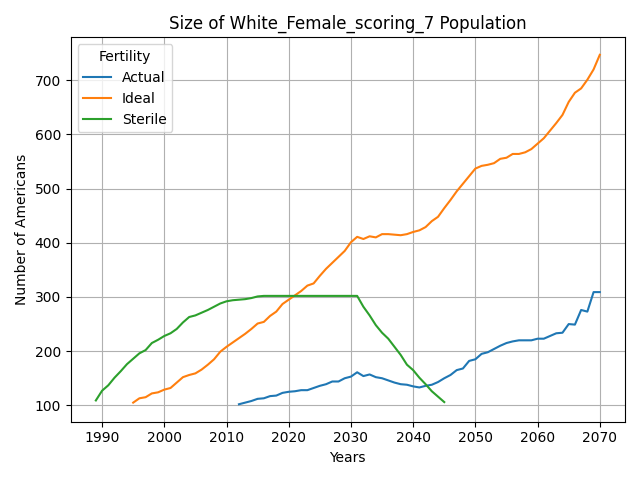 Size of White_Female_scoring_7 Population
Fertility
Actual
Ideal
Sterile
Number of Americans
700
600
500
400
300
200
100
1990 2000 2010 2020 2030 2040 2050 2060 2070
Years